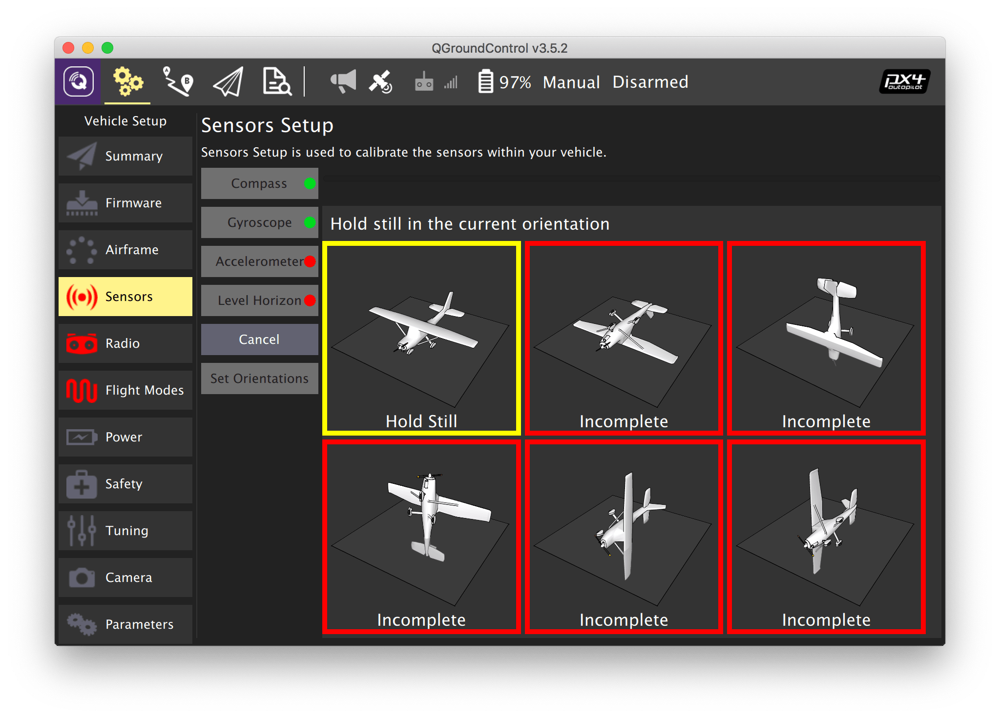 QGroundControl v3.5.2
A
B
97%
Manual
Disarmed
px4
autopilot
Vehicle Setup
Summary
Firmware
Airframe
Sensors
Radio
Flight Modes
Power
Safety
Tuning
Camera
Parameters
Sensors Setup
Sensors Setup is used to calibrate the sensors within your vehicle.
Compass
Gyroscope
Accelerometer
Level Horizon
Cancel
Set Orientations
Hold still in the current orientation
Hold Still
Incomplete
Incomplete
Incomplete
Incomplete
Incomplete